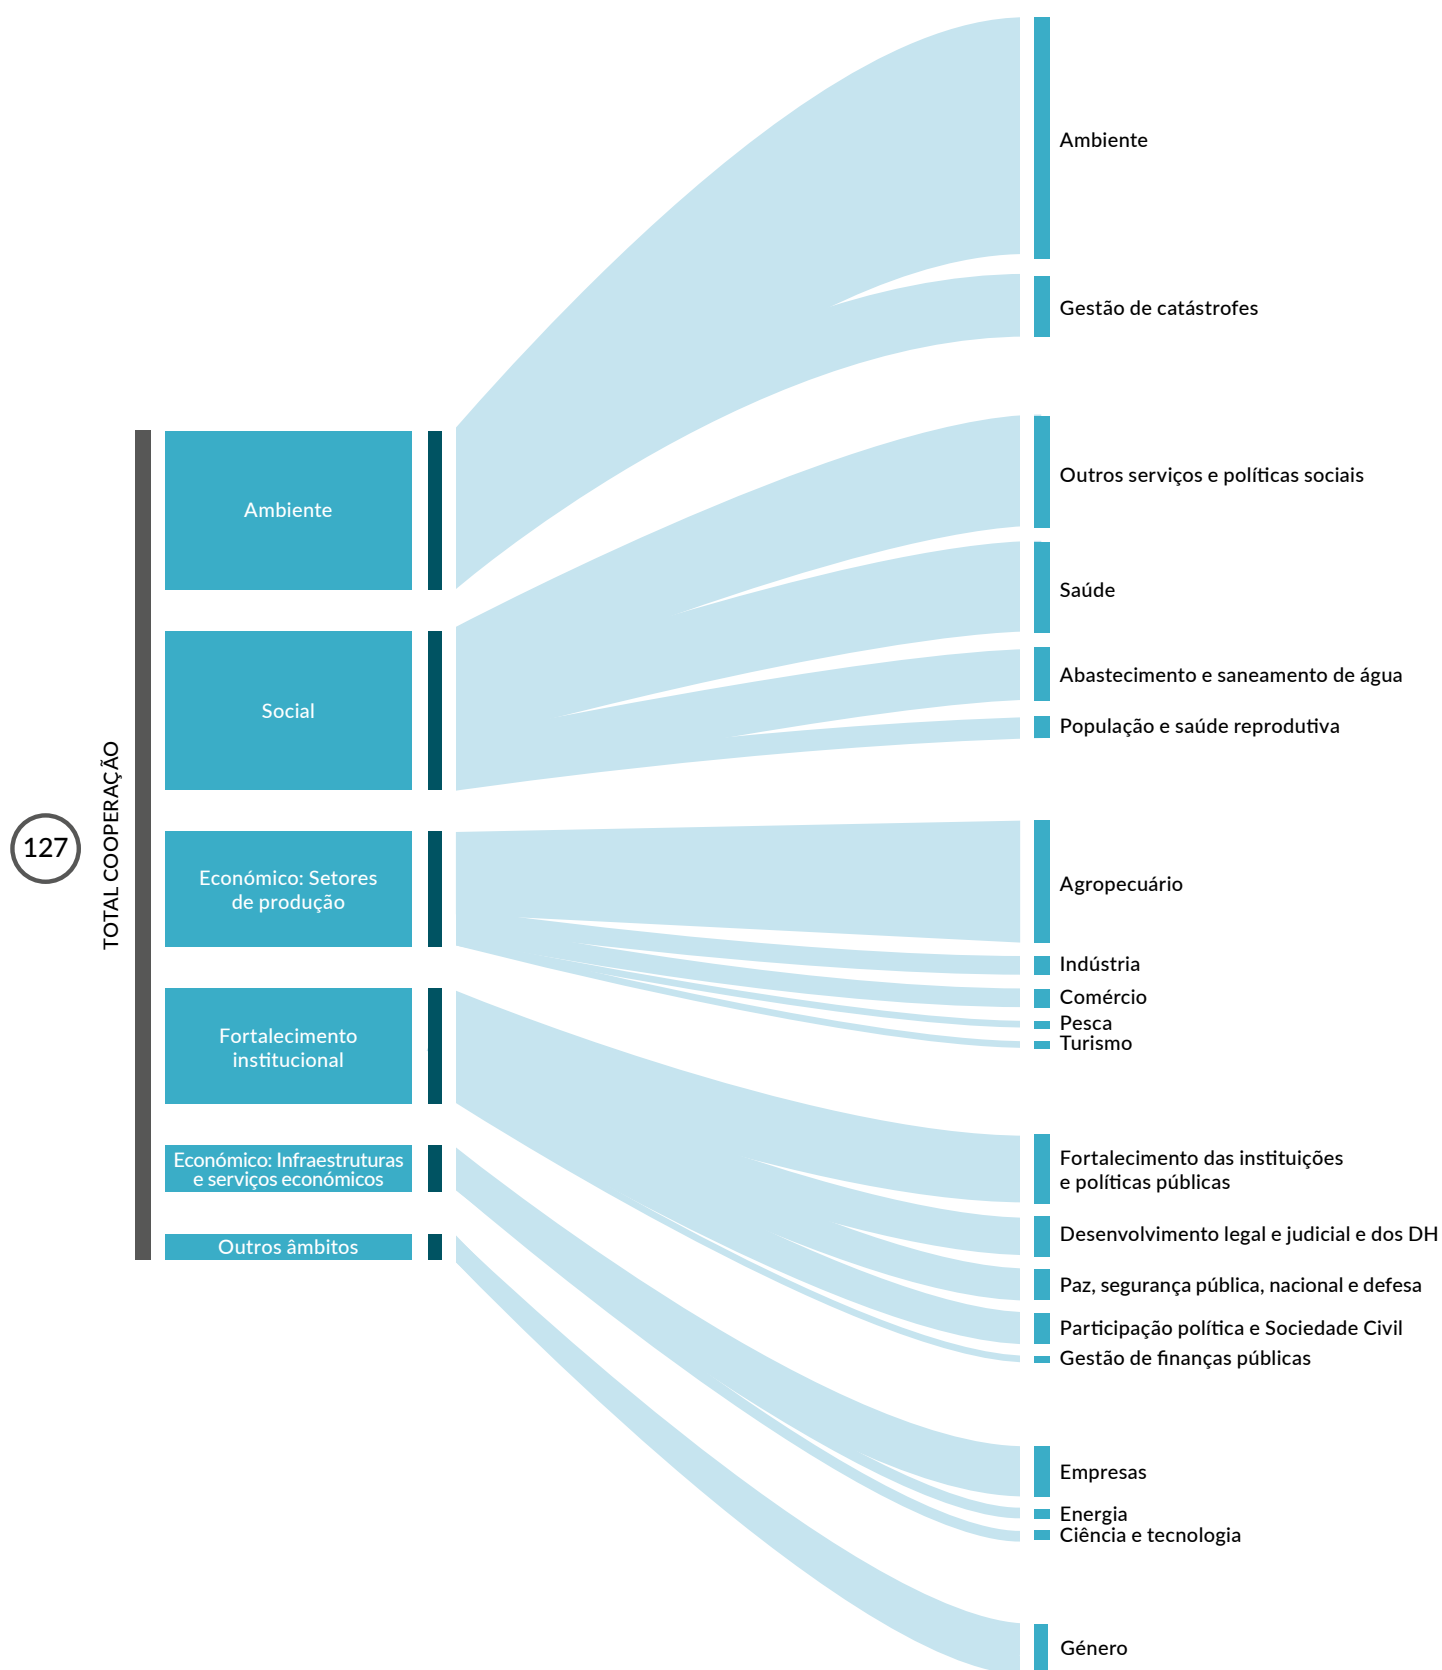 127
TOTAL COOPERAÇÃO
Ambiente
Social
Económico: Setores
de produção
Fortalecimento
institucional
Económico: Infraestruturas
e serviços económicos
Outros âmbitos
Ambiente
Gestão de catástrofes
Outros serviços e políticas sociais
Saúde
Abastecimento e saneamento de água
População e saúde reprodutiva
Agropecuário
Indústria
Comércio
Pesca
Turismo
Fortalecimento das instituições
e políticas públicas
Desenvolvimento legal e judicial e dos DH
Paz, segurança pública, nacional e defesa
Participação política e Sociedade Civil
Gestão de finanças públicas
Empresas
Energia
Ciência e tecnologia
Género